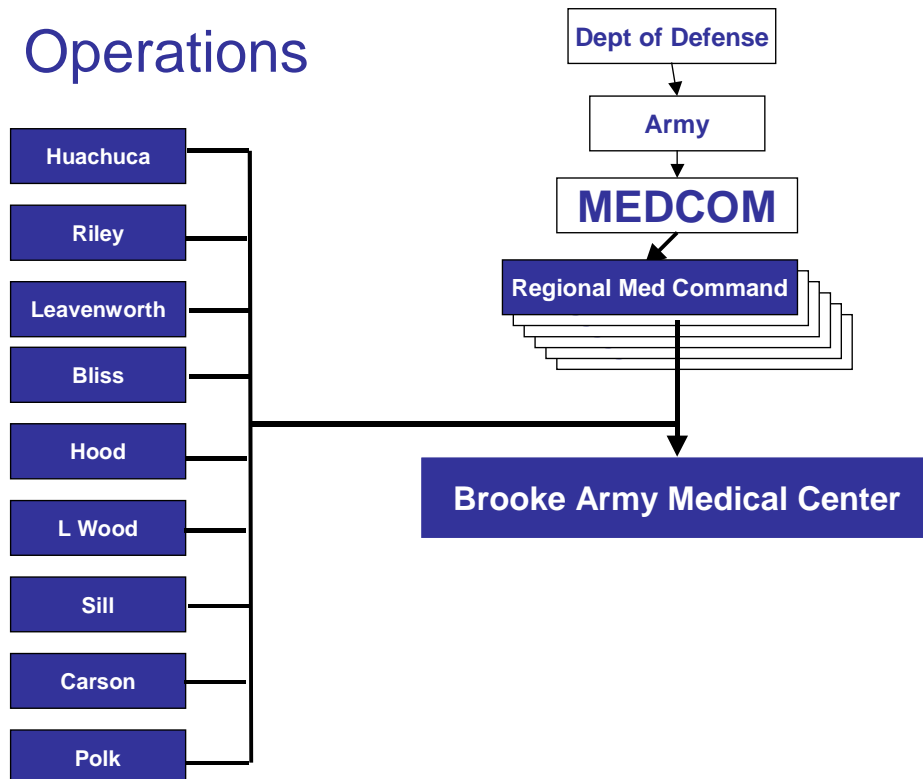 Operations
Dept of Defense
Army
MEDCOM
Regional Med Command
Huachuca
Riley
Leavenworth
Bliss
Hood
L Wood
Sill
Carson
Polk
Brooke Army Medical Center